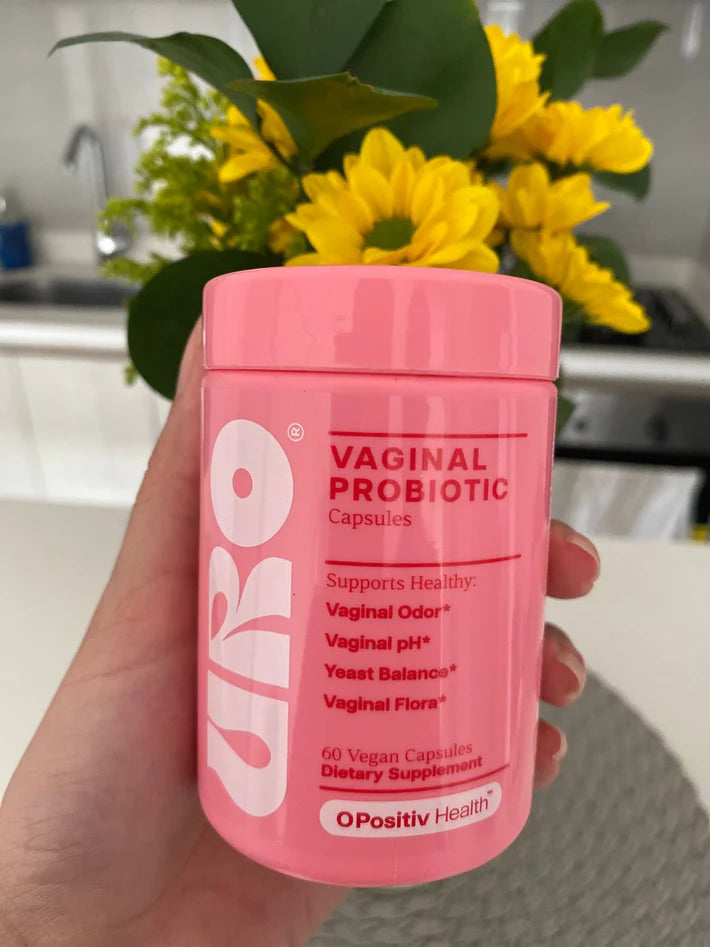 URO®
VAGINAL
PROBIOTIC
Capsules
Supports Healthy:
Vaginal Odor*
Vaginal pH*
Yeast Balance*
Vaginal Flora*
60 Vegan Capsules
Dietary Supplement
OPositiv Health™